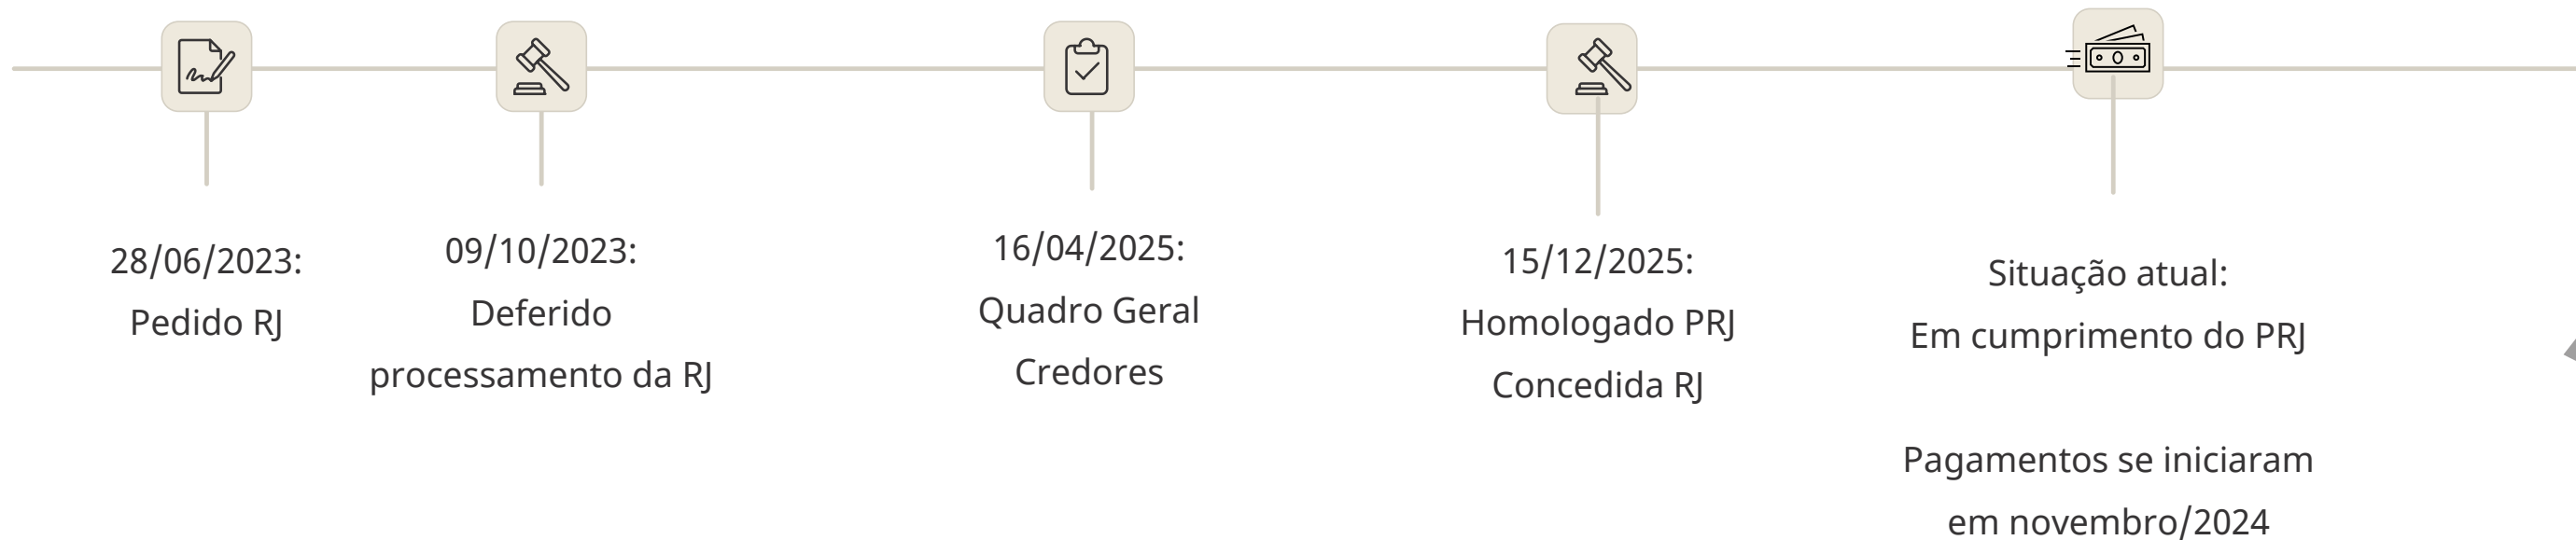 28/06/2023:
Pedido RJ
09/10/2023:
Deferido
processamento da RJ
16/04/2025:
Quadro Geral
Credores
15/12/2025:
Homologado PRJ
Concedida RJ
Situação atual:
Em cumprimento do PRJ
Pagamentos se iniciaram
em novembro/2024